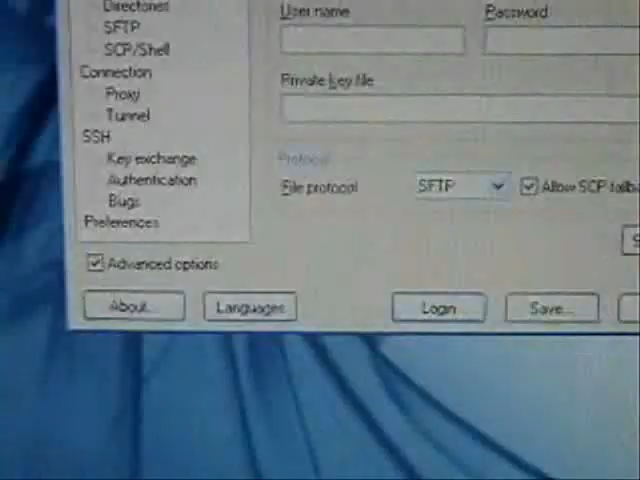 Directories
SFTP
SCP/Shell
Connection
Proxy
Tunnel
SSH
Key exchange
Authentication
Bugs
Preferences
Advanced options
User name
Password
Private key file
Protocol
File protocol
SFTP
Allow SCP
About...
Languages
Login
Save...